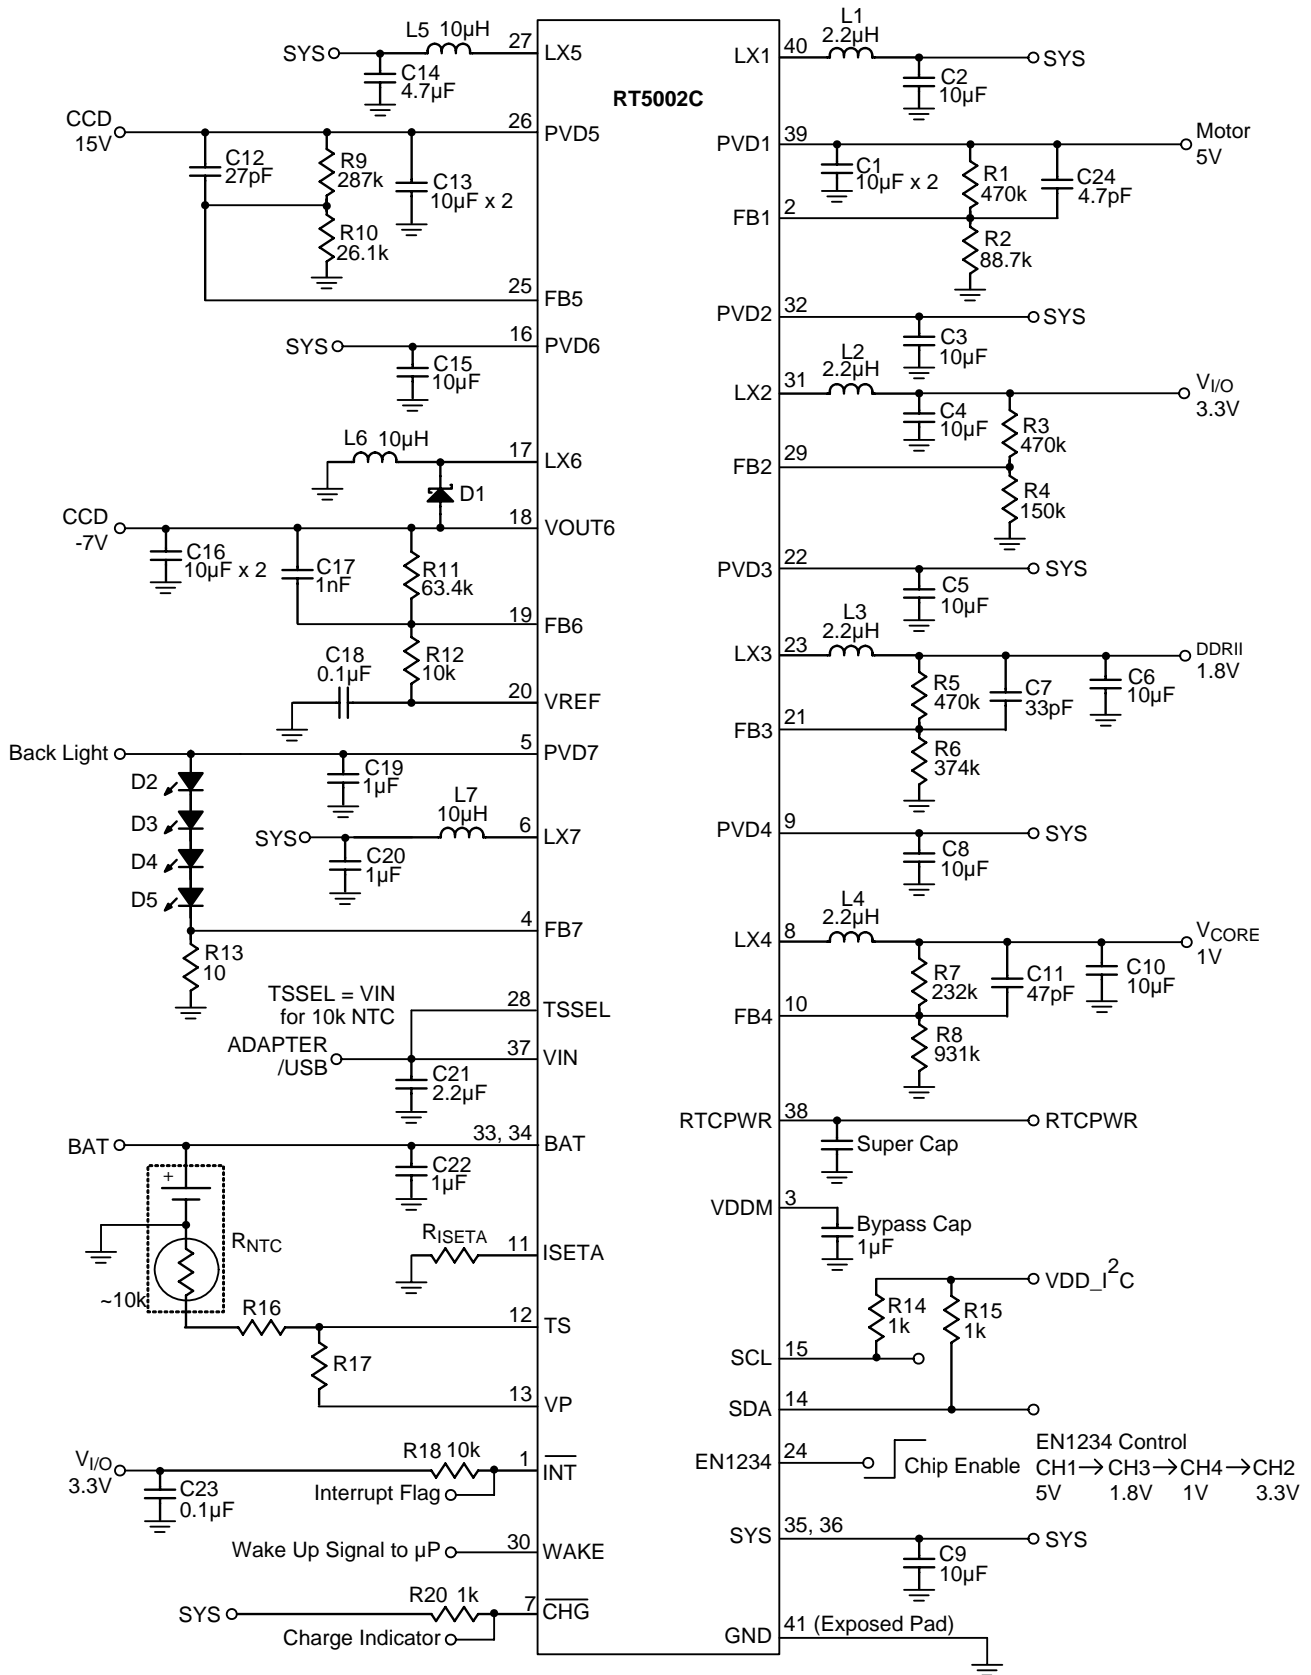 RT5002C
SYS
L5 10µH
27
LX5
C14
4.7µF
CCD
15V
26
PVD5
C12
27pF
R9
287k
C13
10µF x 2
R10
26.1k
25
FB5
16
PVD6
SYS
C15
10µF
L6 10µH
17
LX6
D1
CCD
-7V
18
VOUT6
C16
10µF x 2
C17
1nF
R11
63.4k
19
FB6
C18
0.1µF
R12
10k
20
VREF
Back Light
5
PVD7
D2
C19
1µF
D3
L7
10µH
SYS
6
LX7
D4
C20
1µF
D5
4
FB7
R13
10
TSSEL = VIN
for 10k NTC
28
TSSEL
ADAPTER
/USB
37
VIN
C21
2.2µF
BAT
33, 34
BAT
+
C22
1µF
RNTC
~10k
RISETA
11
ISETA
R16
12
TS
R17
13
VP
VI/O
3.3V
R18 10k
1
INT
C23
0.1µF
Interrupt Flag
Wake Up Signal to µP
30
WAKE
SYS
R20 1k
7
CHG
Charge Indicator
LX1
40
L1
2.2µH
SYS
C2
10µF
PVD1
39
Motor
5V
C1
10µF x 2
R1
470k
C24
4.7pF
FB1
2
R2
88.7k
PVD2
32
SYS
C3
10µF
L2
2.2µH
LX2
31
VI/O
3.3V
C4
10µF
R3
470k
FB2
29
R4
150k
PVD3
22
SYS
C5
10µF
L3
2.2µH
LX3
23
DDRII
1.8V
R5
470k
C7
33pF
C6
10µF
FB3
21
R6
374k
PVD4
9
SYS
C8
10µF
L4
2.2µH
LX4
8
VCORE
1V
R7
232k
C11
47pF
C10
10µF
FB4
10
R8
931k
RTCPWR
38
RTCPWR
Super Cap
VDDM
3
Bypass Cap
1µF
VDD_I2C
R14
1k
R15
1k
SCL
15
SDA
14
EN1234
24
Chip Enable
EN1234 Control
CH1→CH3→CH4→CH2
5V 1.8V 1V 3.3V
SYS
35, 36
SYS
C9
10µF
GND
41 (Exposed Pad)